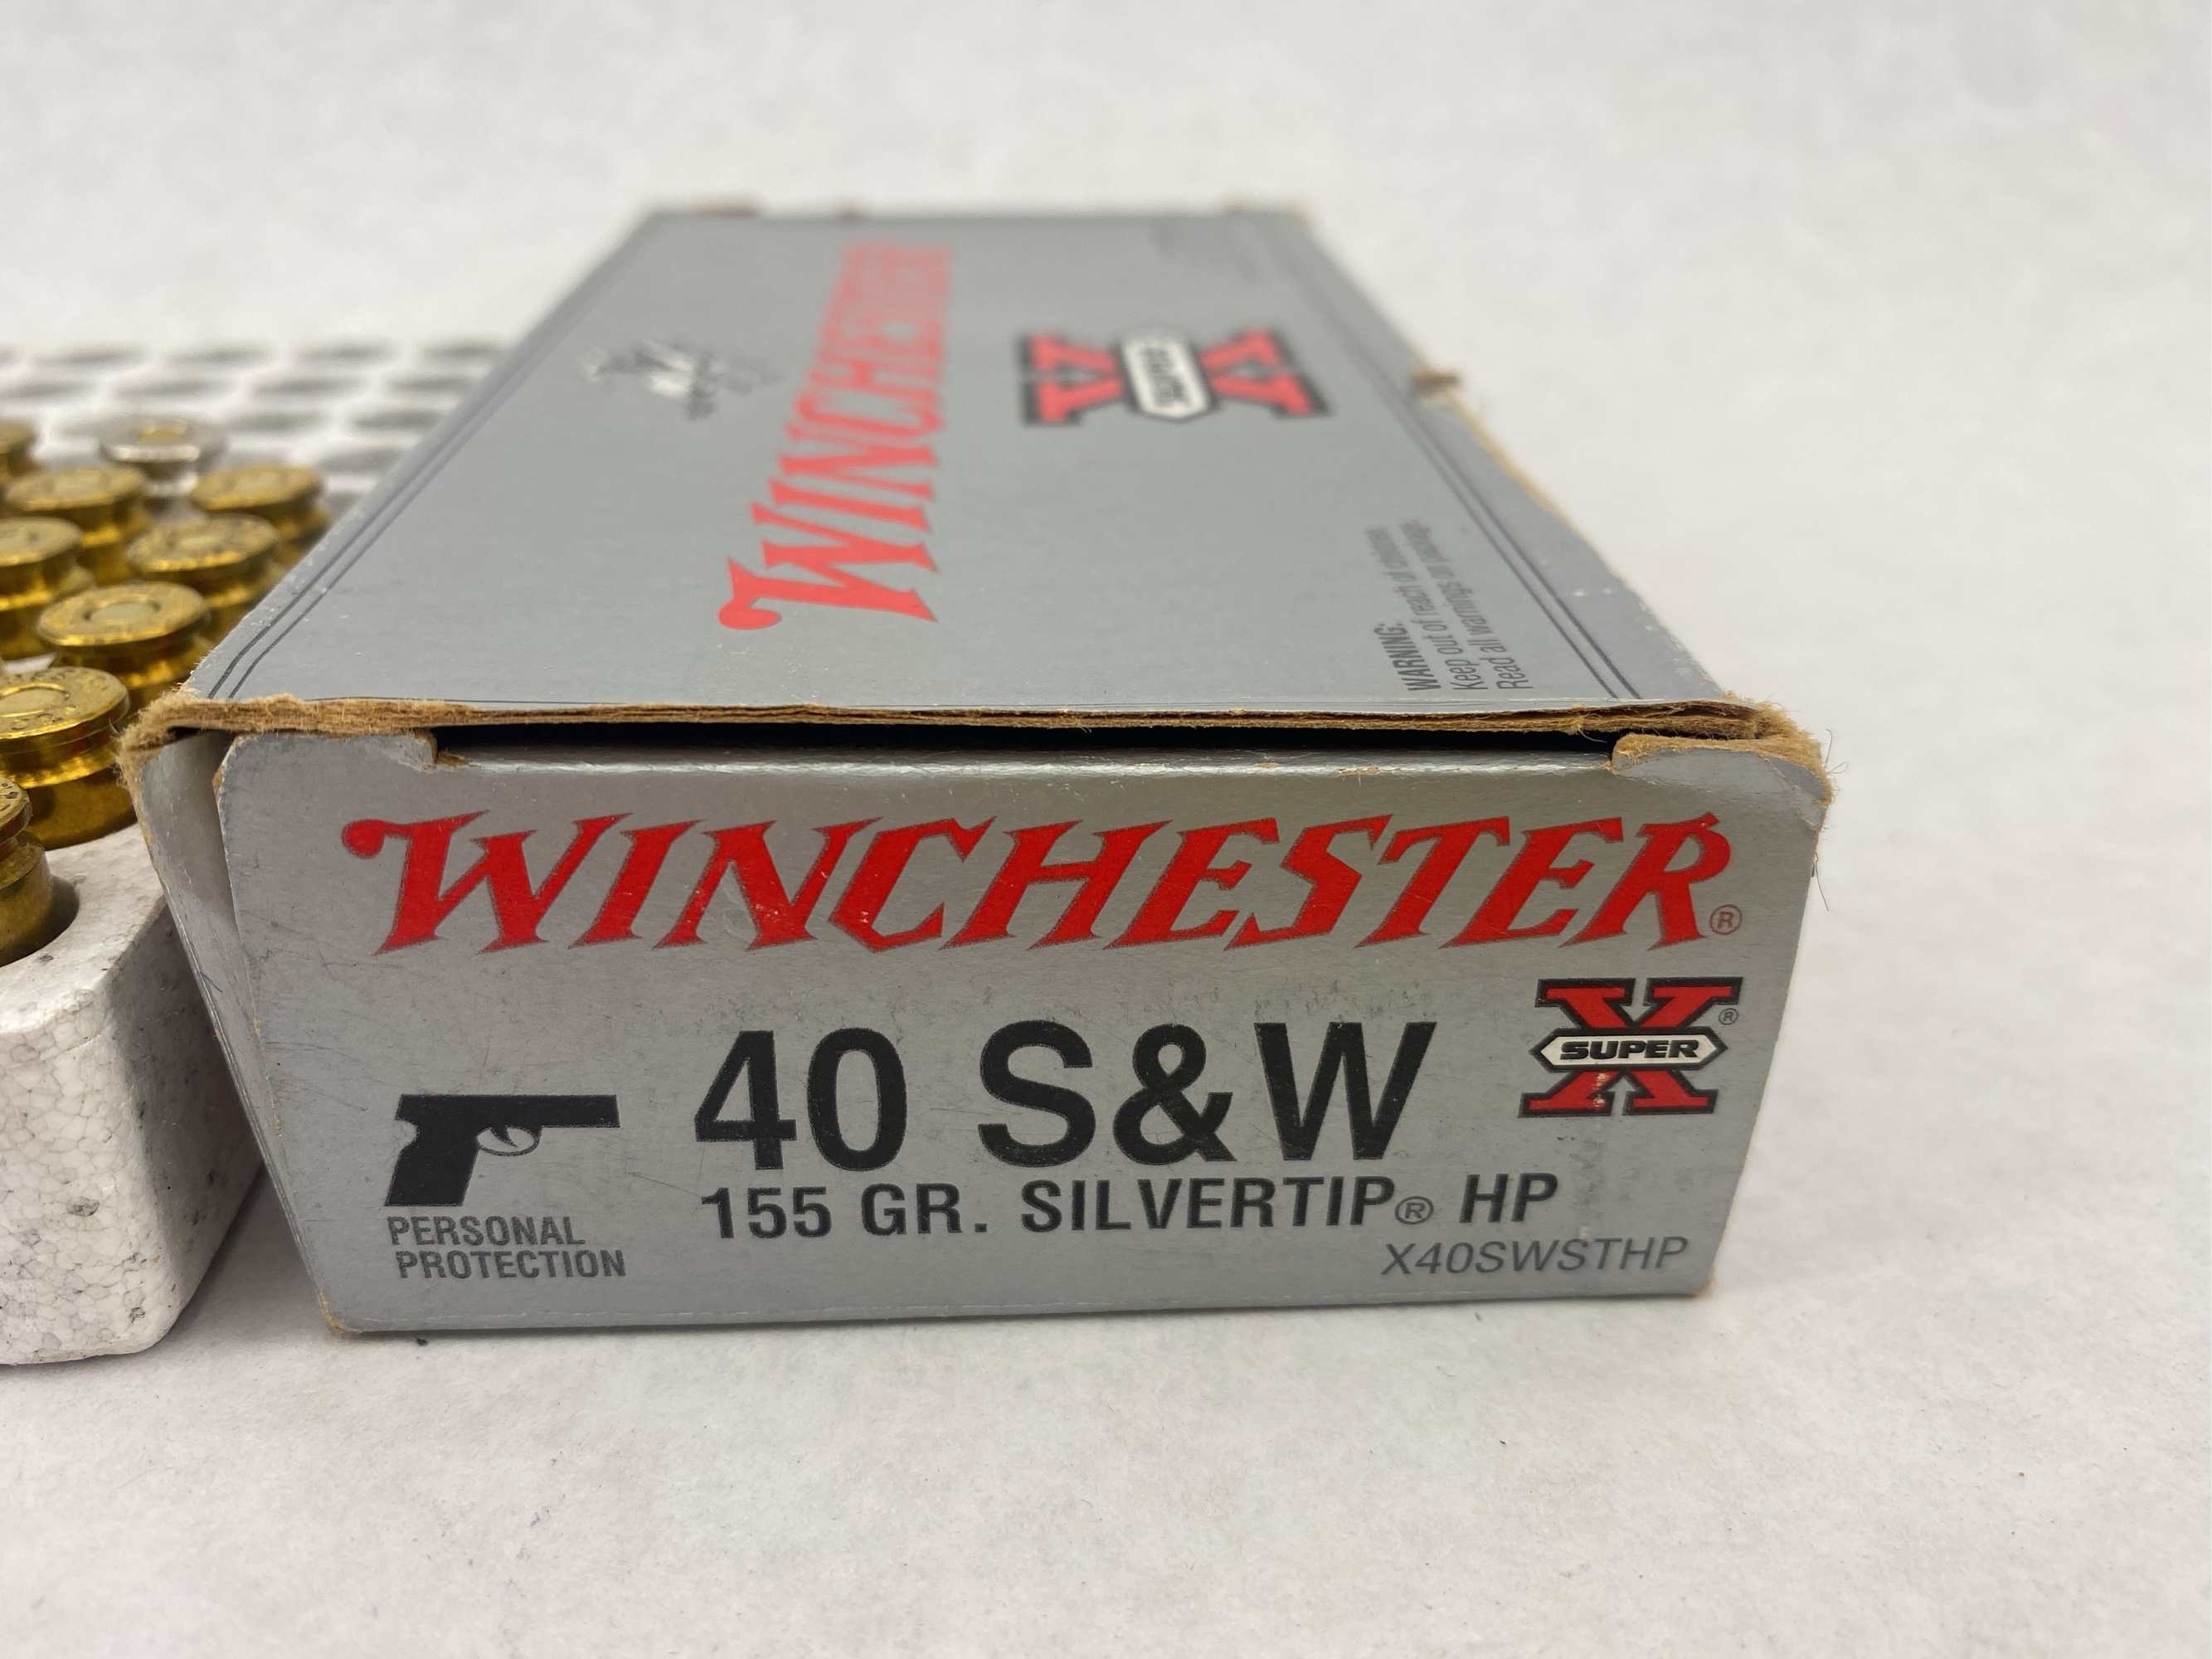 WINCHESTER
SUPER X
WARNING:
Keep out of reach of children.
Read all warnings on package.
WINCHESTER®
40 S&W
X SUPER ®
155 GR. SILVERTIP® HP
PERSONAL
PROTECTION
X40SWSTHP